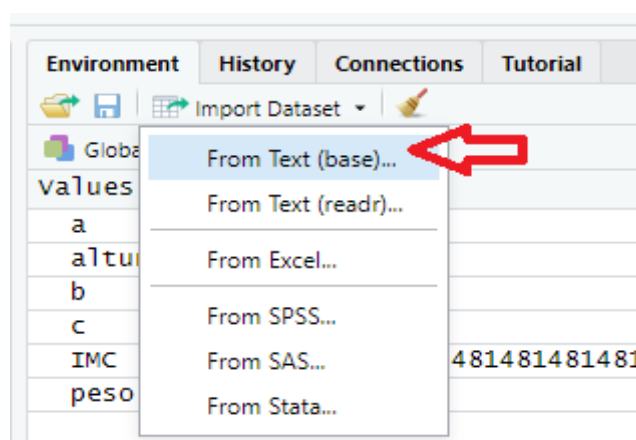 Environment History Connections Tutorial
Import Dataset
Globa
From Text (base)...
values
From Text (readr)...
a
altu
From Excel...
b
From SPSS...
c
IMC
From SAS...
481481481481
peso
From Stata...